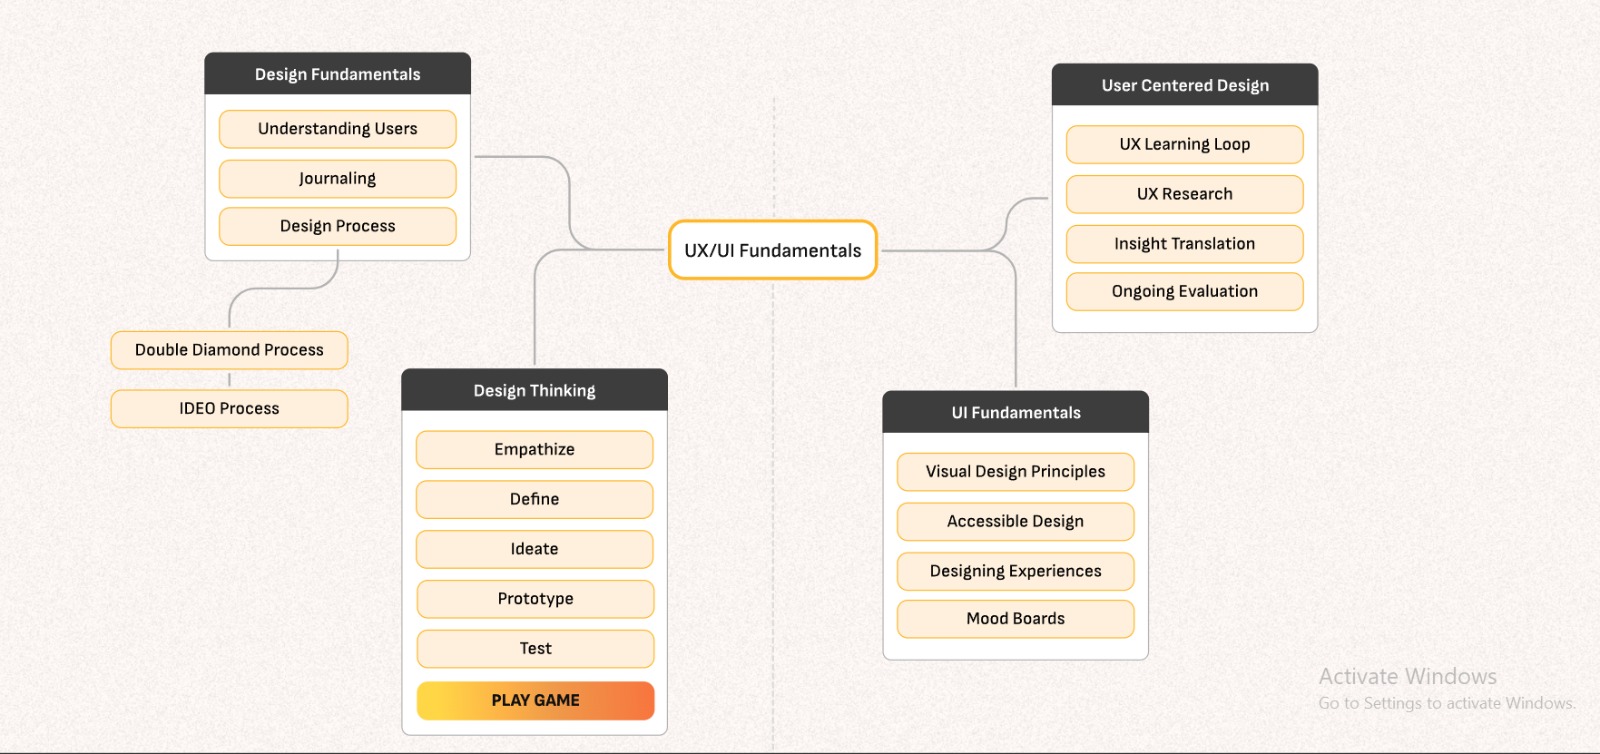 Design Fundamentals
Understanding Users
Journaling
Design Process
Double Diamond Process
IDEO Process
Design Thinking
Empathize
Define
Ideate
Prototype
Test
PLAY GAME
UX/UI Fundamentals
User Centered Design
UX Learning Loop
UX Research
Insight Translation
Ongoing Evaluation
UI Fundamentals
Visual Design Principles
Accessible Design
Designing Experiences
Mood Boards
Activate Windows
Go to Settings to activate Windows.